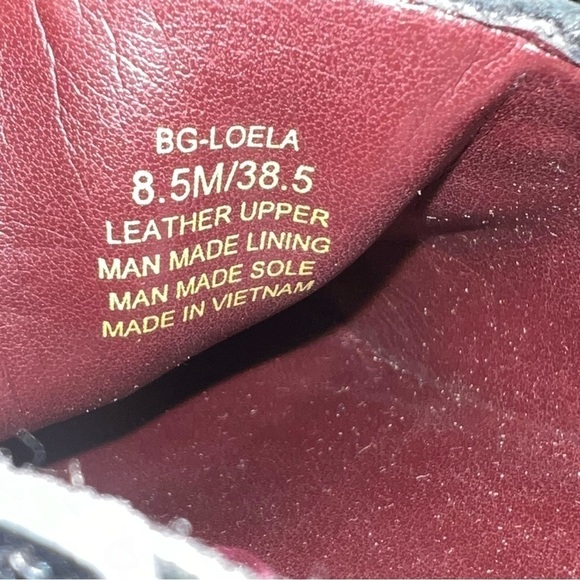 BG-LOELA
8.5M/38.5
LEATHER UPPER
MAN MADE LINING
MAN MADE SOLE
MADE IN VIETNAM